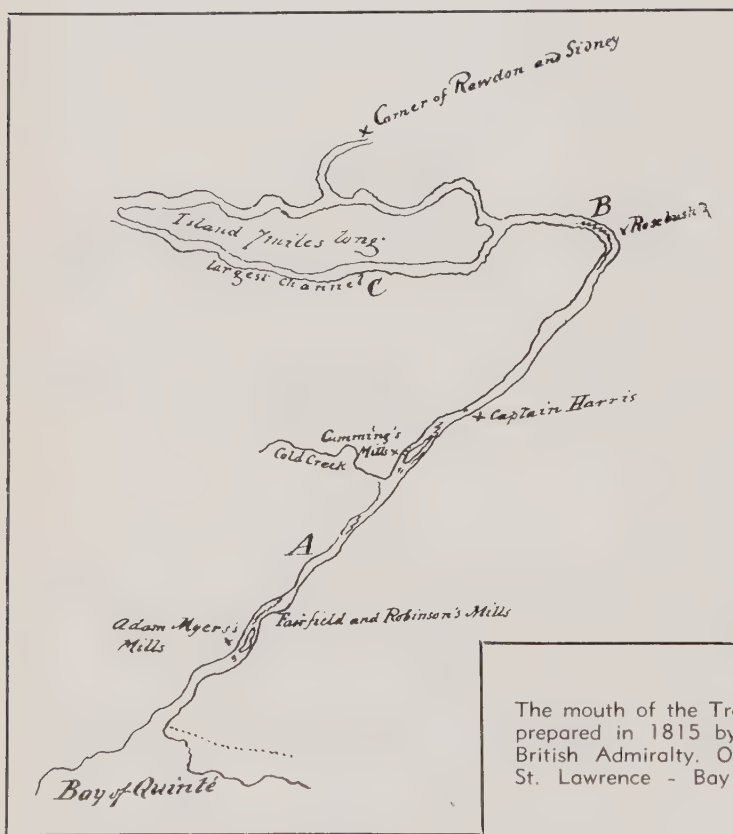 Corner of Rawdon and Sidney
B
Rosebush
Island 7 miles long.
largest channel C
Captain Harris
Cumming's
Mills
Cold Creek
A
Adam Myers's
Mills
Fairfield and Robinson's Mills
Bay of Quinté
The mouth of the Tre
prepared in 1815 by
British Admiralty. O
St. Lawrence - Bay